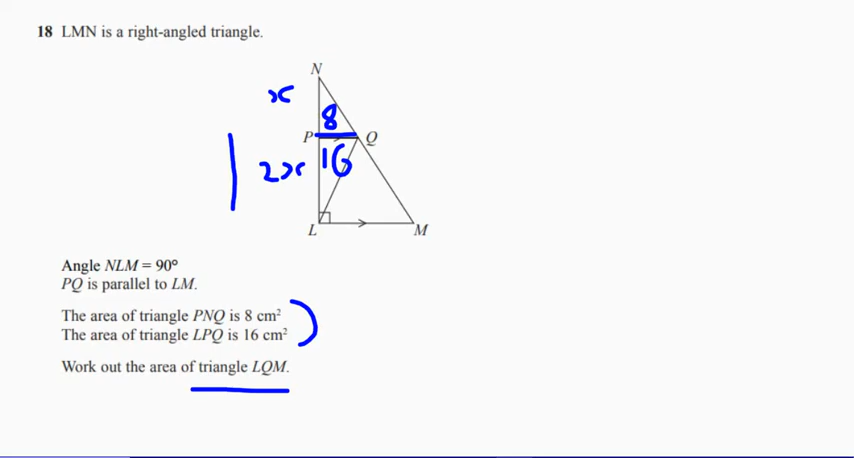 18 LMN is a right-angled triangle.
N
x
8
P
Q
2x
16
L
M
Angle NLM = 90°
PQ is parallel to LM.
The area of triangle PNQ is 8 cm²
The area of triangle LPQ is 16 cm²
Work out the area of triangle LQM.